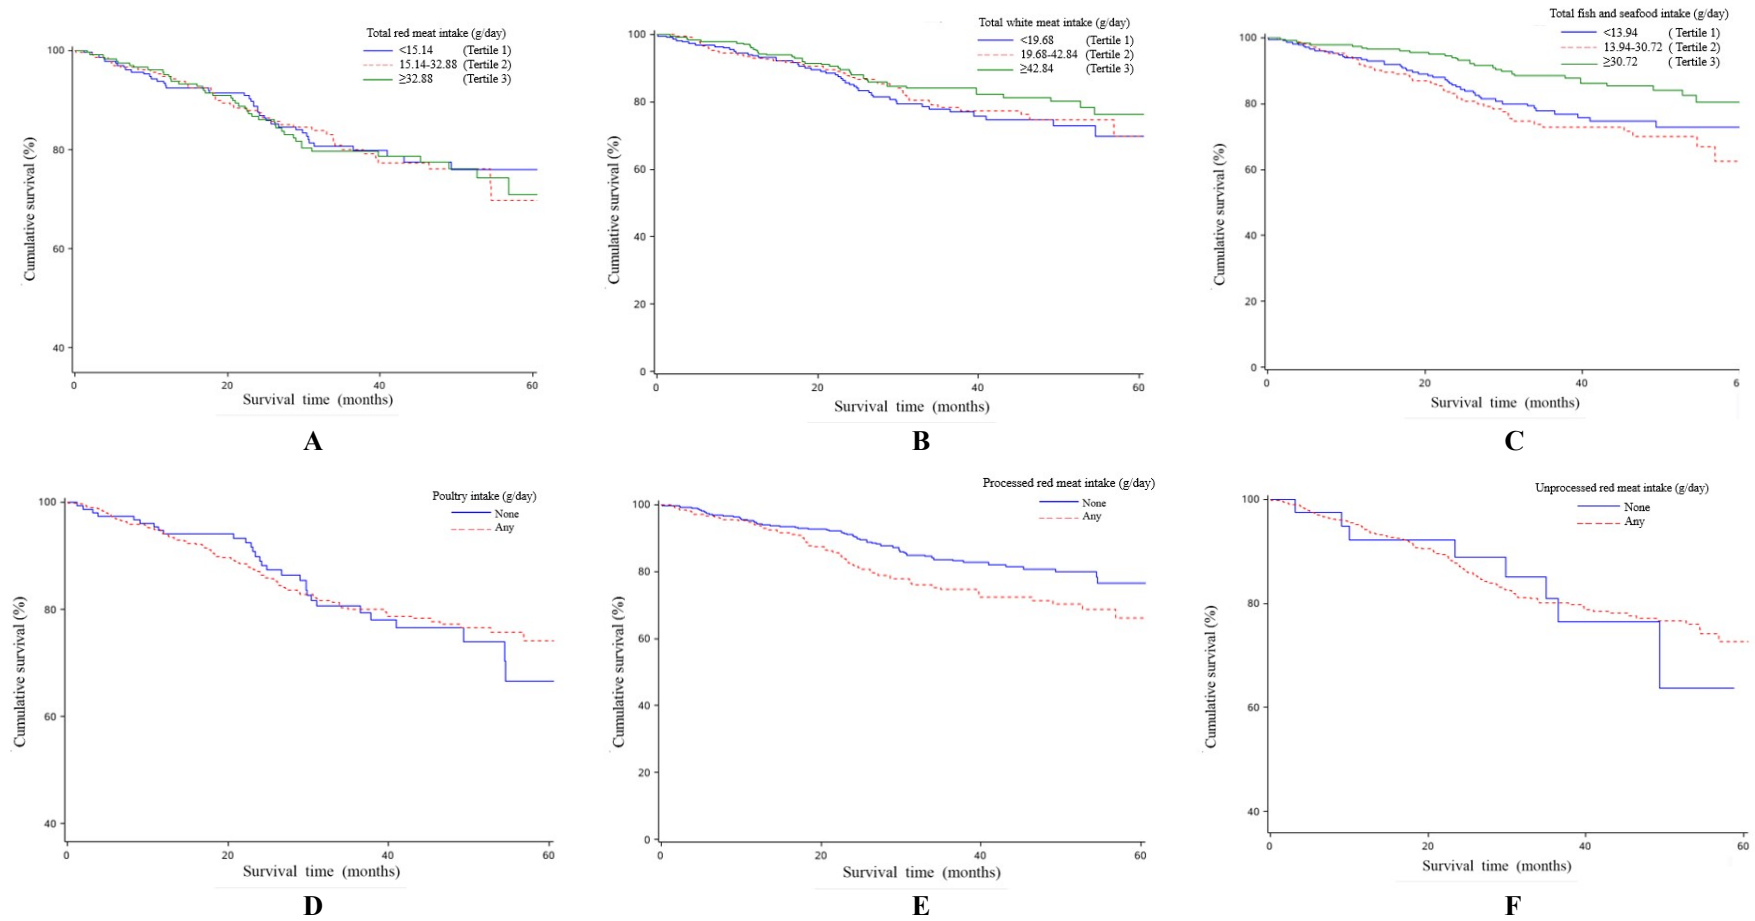 Total red meat intake (g/day)
<15.14 (Tertile 1)
15.14-32.88 (Tertile 2)
≥32.88 (Tertile 3)
100
80
60
40
Cumulative survival (%)
0 20 40 60
Survival time (months)
A
Total white meat intake (g/day)
<19.68 (Tertile 1)
19.68-42.84 (Tertile 2)
≥42.84 (Tertile 3)
100
80
60
40
20
0
Cumulative survival (%)
0 20 40 60
Survival time (months)
B
Total fish and seafood intake (g/day)
<13.94 ( Tertile 1)
13.94-30.72 ( Tertile 2)
≥30.72 ( Tertile 3)
100
80
60
40
20
0
Cumulative survival (%)
0 20 40 6
Survival time (months)
C
Poultry intake (g/day)
None
Any
100
80
60
40
Cumulative survival (%)
0 20 40 60
Survival time (months)
D
Processed red meat intake (g/day)
None
Any
100
80
60
40
20
0
Cumulative survival (%)
0 20 40 60
Survival time (months)
E
Unprocessed red meat intake (g/day)
None
Any
100
80
60
40
Cumulative survival (%)
0 20 40 60
Survival time (months)
F